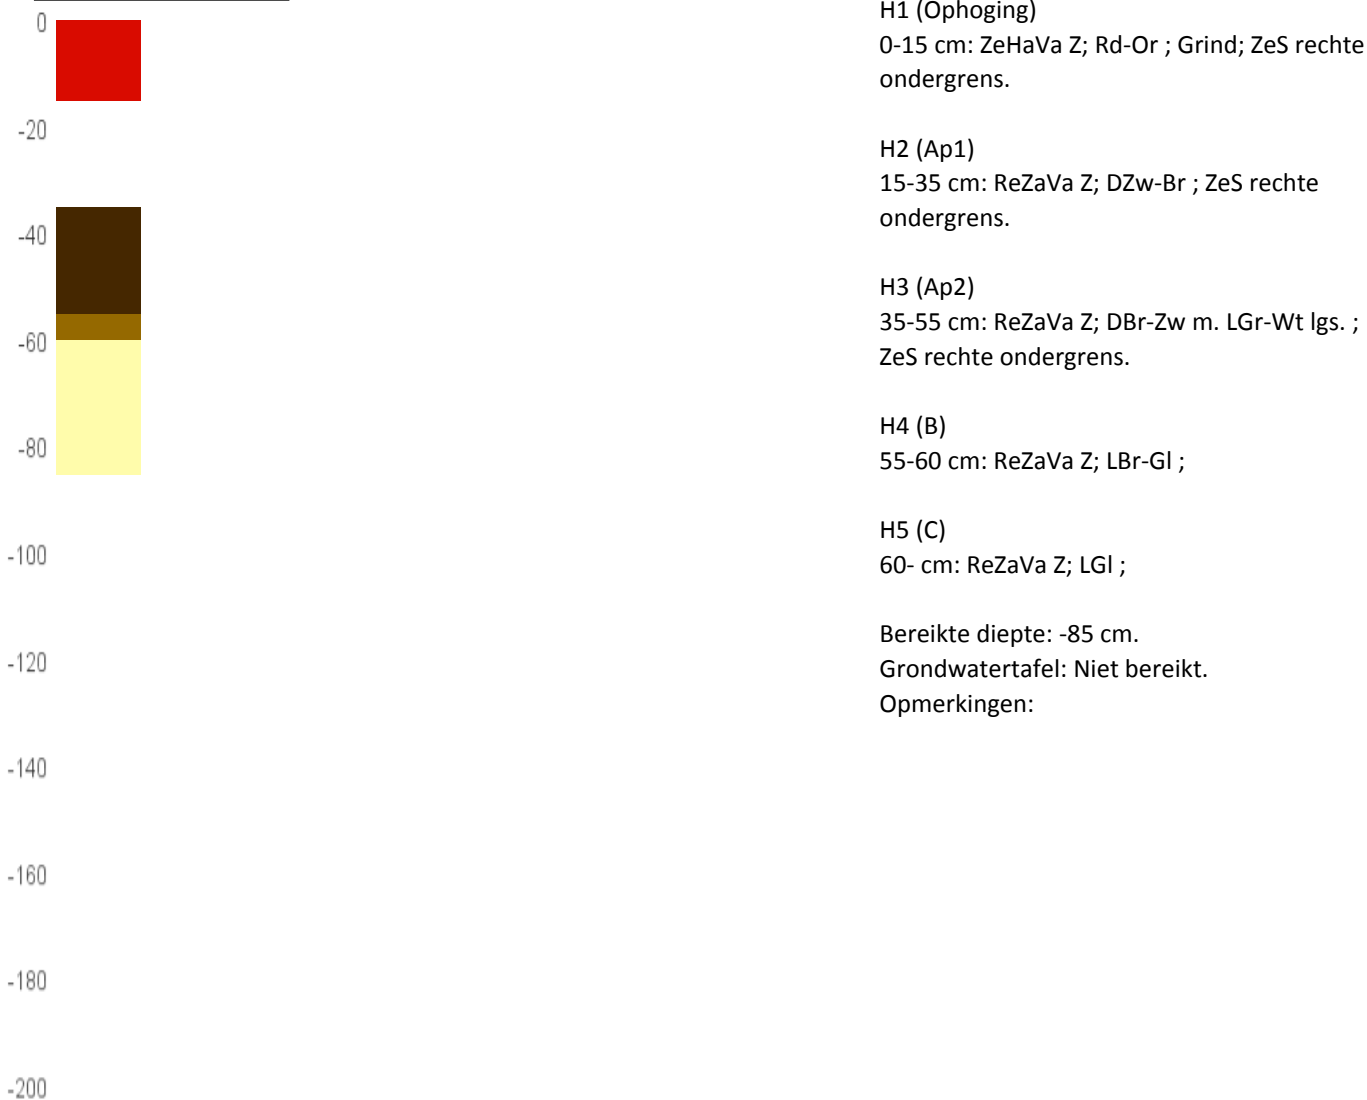 0
-20
-40
-60
-80
-100
-120
-140
-160
-180
-200
H1 (Ophoging)
0-15 cm: ZeHaVa Z; Rd-Or ; Grind; ZeS rechte
ondergrens.
H2 (Ap1)
15-35 cm: ReZaVa Z; DZw-Br ; ZeS rechte
ondergrens.
H3 (Ap2)
35-55 cm: ReZaVa Z; DBr-Zw m. LGr-Wt lgs. ;
ZeS rechte ondergrens.
H4 (B)
55-60 cm: ReZaVa Z; LBr-Gl ;
H5 (C)
60- cm: ReZaVa Z; LGl ;
Bereikte diepte: -85 cm.
Grondwatertafel: Niet bereikt.
Opmerkingen: